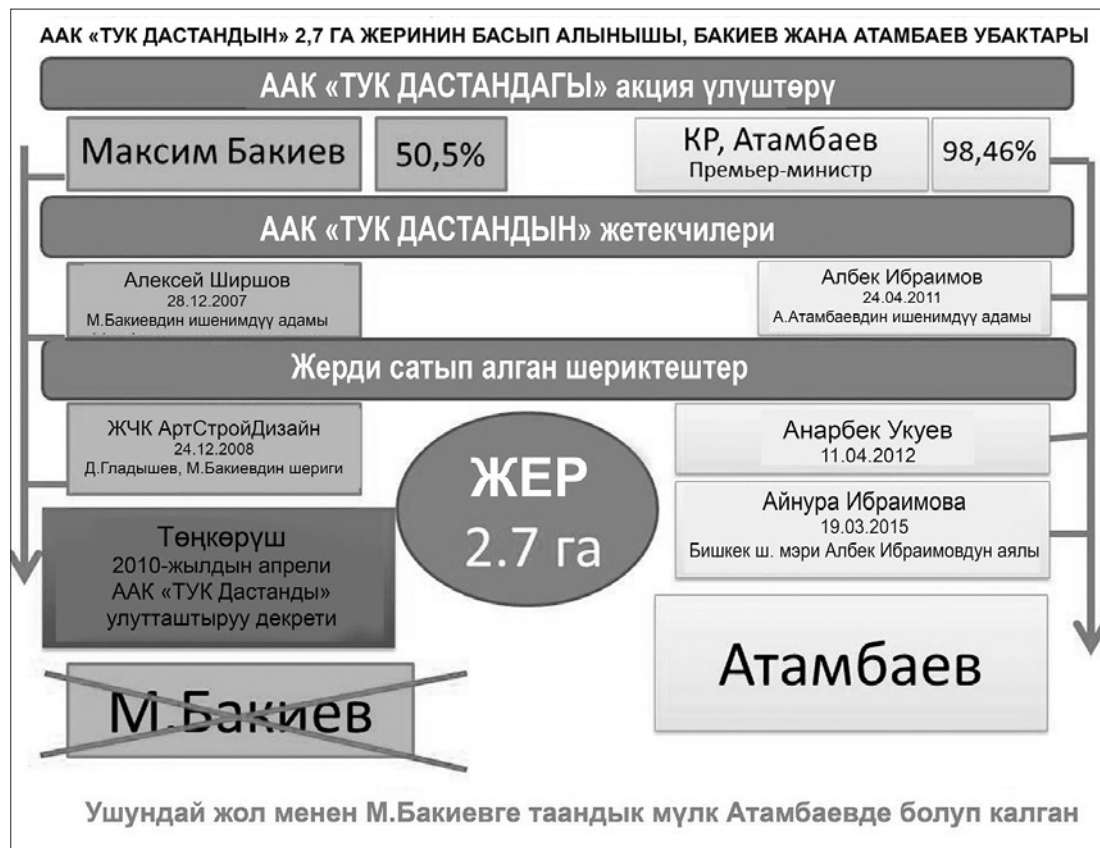 ААК «ТУК ДАСТАНДЫН» 2,7 ГА ЖЕРИНИН БАСЫП АЛЫНЫШЫ, БАКИЕВ ЖАНА АТАМБАЕВ УБАКТАРЫ
ААК «ТУК ДАСТАНДАГЫ» акция үлүштөрү
Максим Бакиев
50,5%
КР, Атамбаев
Премьер-министр
98,46%
ААК «ТУК ДАСТАНДЫН» жетекчилери
Алексей Ширшов
28.12.2007
М.Бакиевдин ишенимдүү адамы
Албек Ибраимов
24.04.2011
А.Атамбаевдин ишенимдүү адамы
Жерди сатып алган шериктештер
ЖЧК АртСтройДизайн
24.12.2008
Д.Гладышев, М.Бакиевдин шериги
ЖЕР
2.7 га
Анарбек Укуев
11.04.2012
Айнура Ибраимова
19.03.2015
Бишкек ш. мэри Албек Ибраимовдун аялы
Төңкөрүш
2010-жылдын апрели
ААК «ТУК Дастанды»
улутташтыруу декрети
М.Бакиев
Атамбаев
Ушундай жол менен М.Бакиевге таандык мүлк Атамбаевде болуп калган